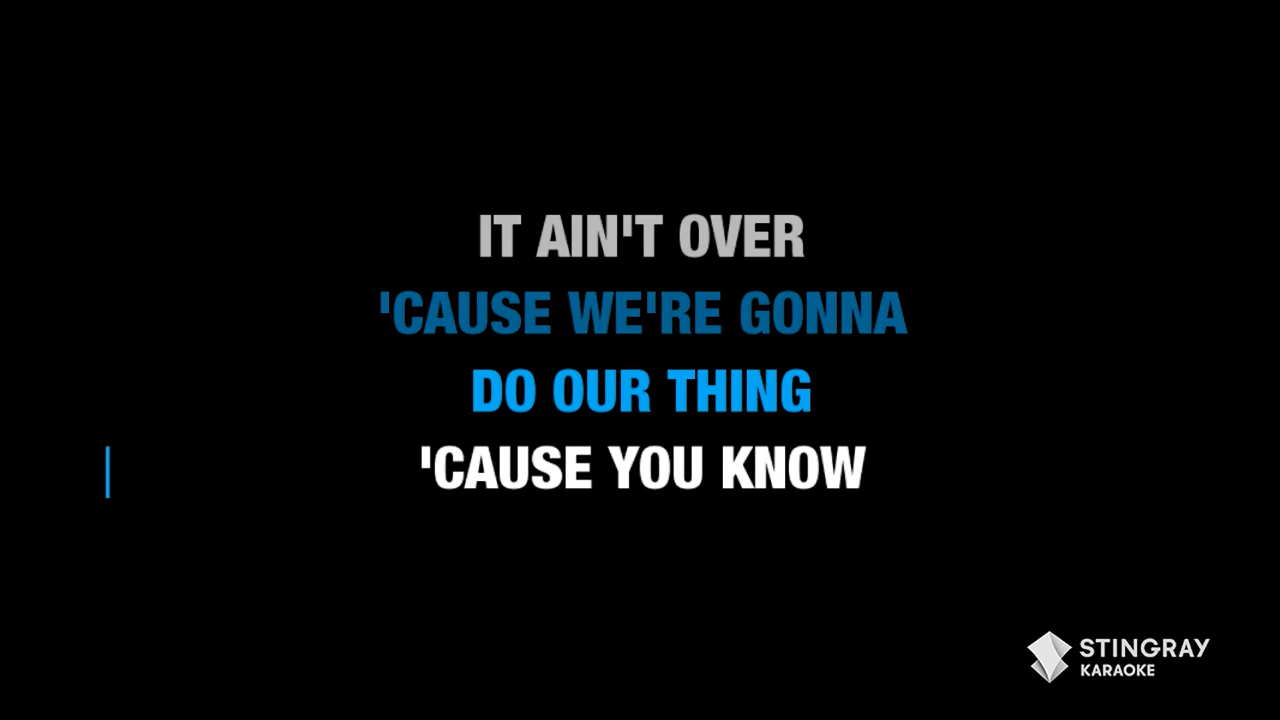 IT AIN'T OVER
'CAUSE WE'RE GONNA
DO OUR THING
'CAUSE YOU KNOW
STINGRAY
KARAOKE